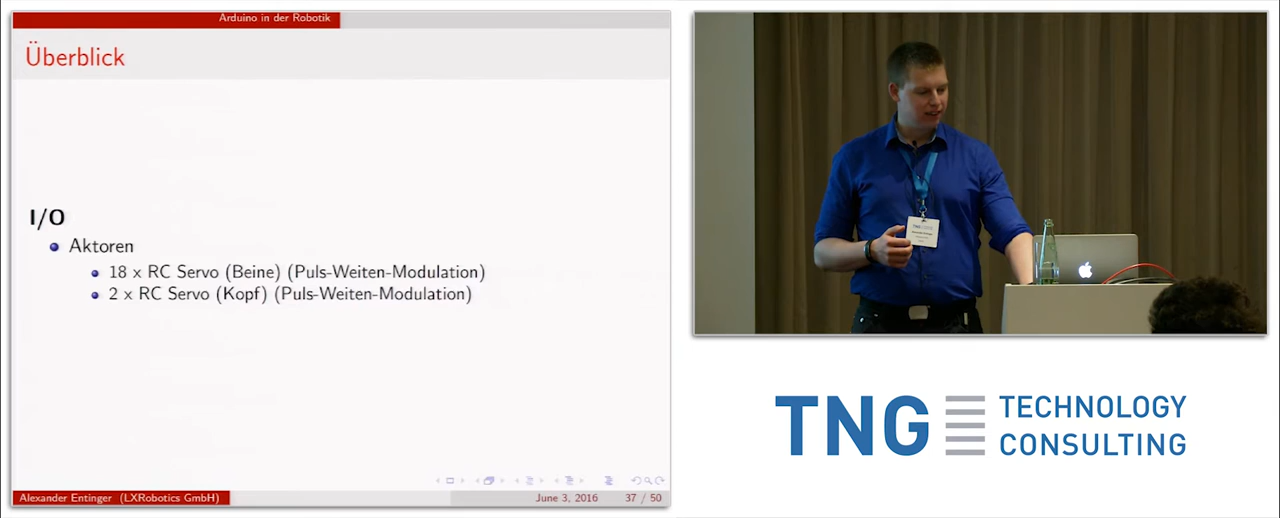 Arduino in der Robotik
Überblick
I/O
Aktoren
18 x RC Servo (Beine) (Puls-Weiten-Modulation)
2 x RC Servo (Kopf) (Puls-Weiten-Modulation)
Alexander Entinger (LXRobotics GmbH)
June 3, 2016
37 / 50
TNG
TECHNOLOGY
CONSULTING